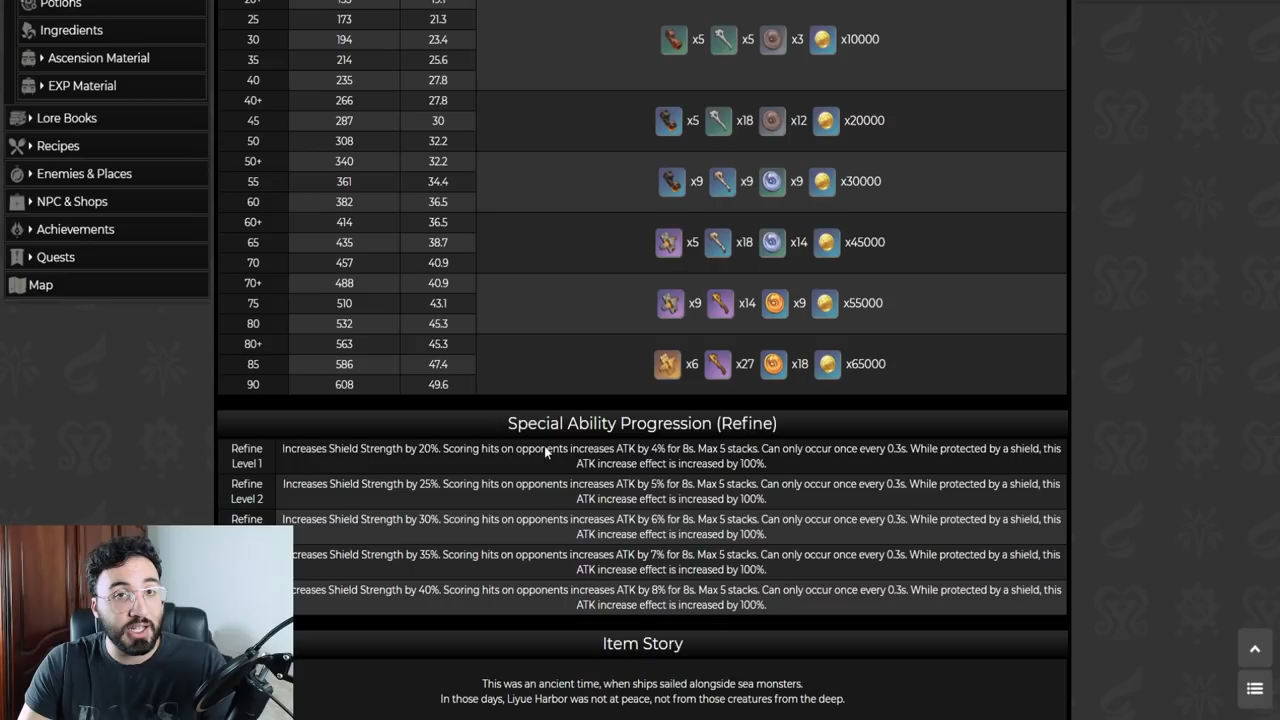 Potions
Ingredients
Ascension Material
EXP Material
Lore Books
Recipes
Enemies & Places
NPC & Shops
Achievements
Quests
Map
25 173 21.3
30 194 23.4
35 214 25.6
40 235 27.8
x5 x5 x3 x10000
40+ 266 27.8
45 287 30
50 308 32.2
x5 x18 x12 x20000
50+ 340 32.2
55 361 34.4
60 382 36.5
x9 x9 x9 x30000
60+ 414 36.5
65 435 38.7
70 457 40.9
x5 x18 x14 x45000
70+ 488 40.9
75 510 43.1
80 532 45.3
x9 x14 x9 x55000
80+ 563 45.3
85 586 47.4
90 608 49.6
x6 x27 x18 x65000
Special Ability Progression (Refine)
Refine Level 1
Increases Shield Strength by 20%. Scoring hits on opponents increases ATK by 4% for 8s. Max 5 stacks. Can only occur once every 0.3s. While protected by a shield, this
ATK increase effect is increased by 100%.
Refine Level 2
Increases Shield Strength by 25%. Scoring hits on opponents increases ATK by 5% for 8s. Max 5 stacks. Can only occur once every 0.3s. While protected by a shield, this
ATK increase effect is increased by 100%.
Refine
creases Shield Strength by 30%. Scoring hits on opponents increases ATK by 6% for 8s. Max 5 stacks. Can only occur once every 0.3s. While protected by a shield, this
ATK increase effect is increased by 100%.
creases Shield Strength by 35%. Scoring hits on opponents increases ATK by 7% for 8s. Max 5 stacks. Can only occur once every 0.3s. While protected by a shield, this
ATK increase effect is increased by 100%.
creases Shield Strength by 40%. Scoring hits on opponents increases ATK by 8% for 8s. Max 5 stacks. Can only occur once every 0.3s. While protected by a shield, this
ATK increase effect is increased by 100%.
Item Story
This was an ancient time, when ships sailed alongside sea monsters.
In those days, Liyue Harbor was not at peace, not from those creatures from the deep.